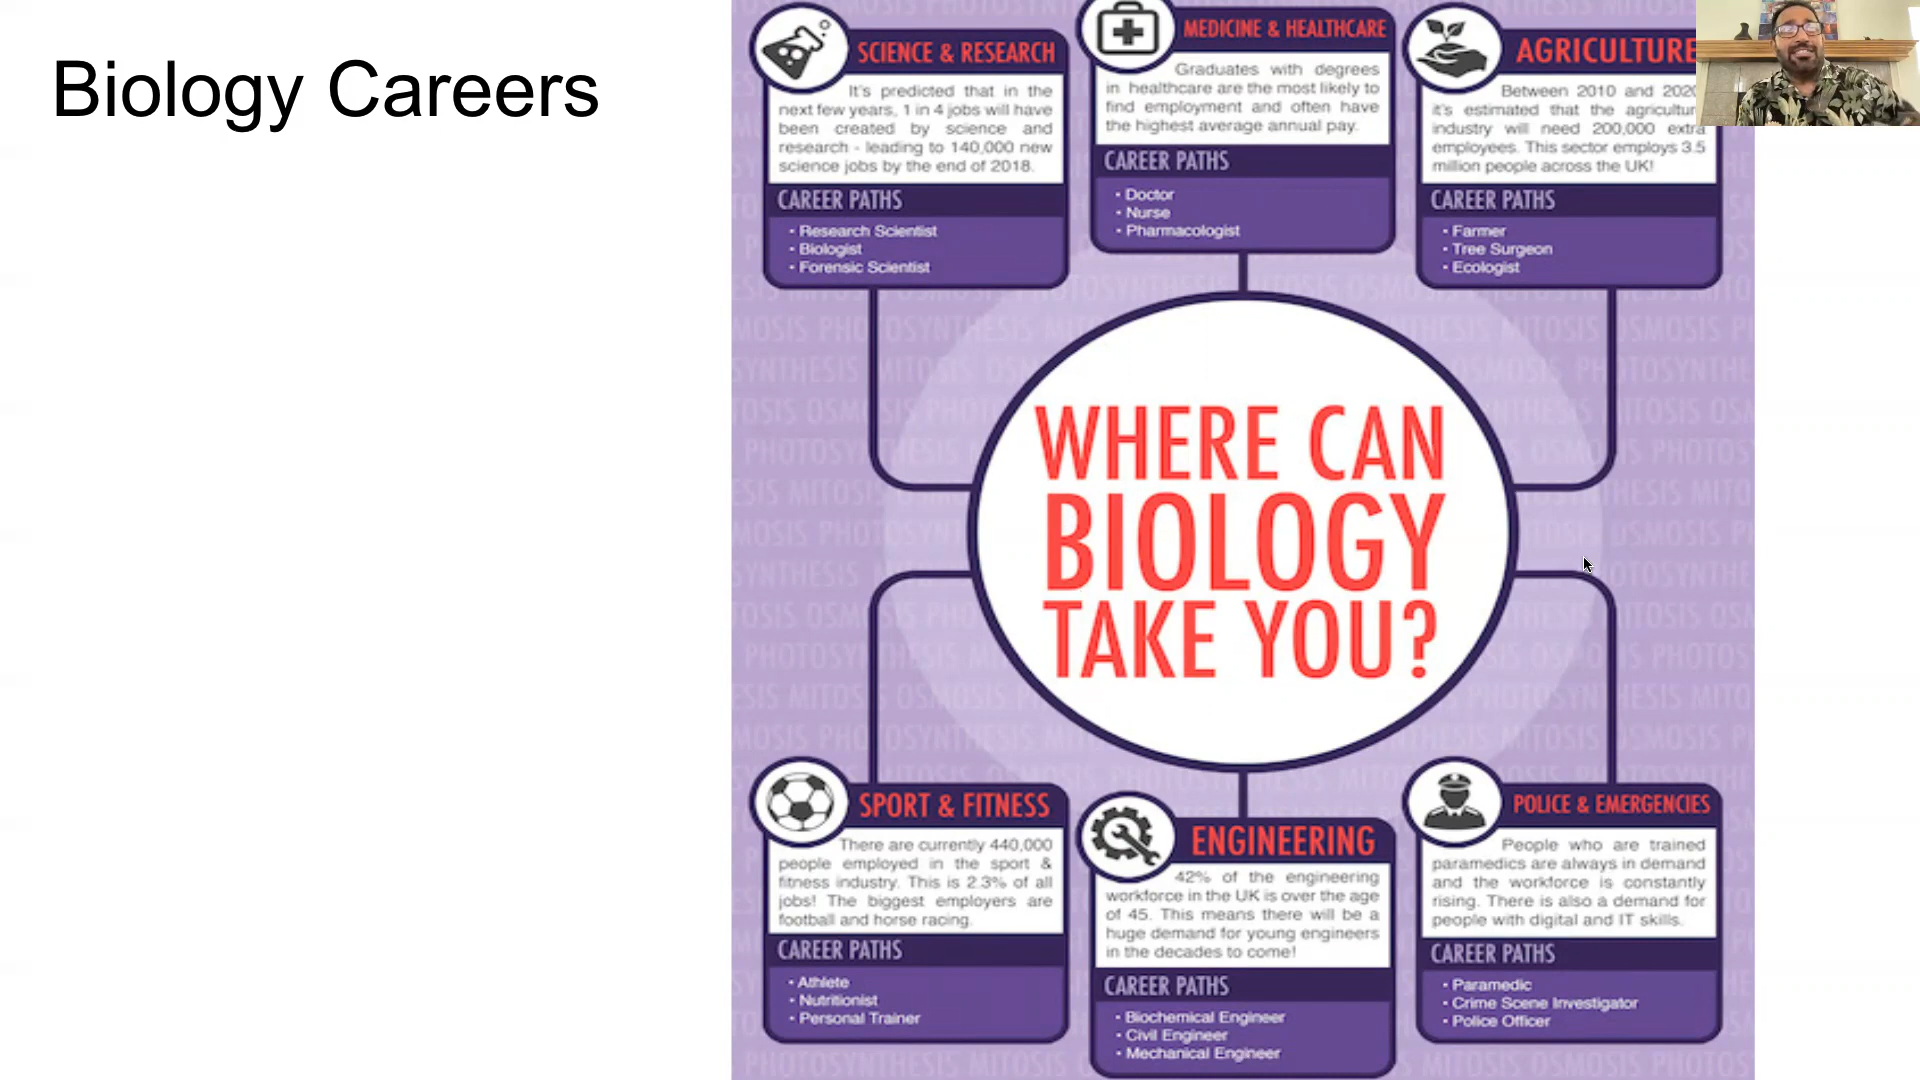 Biology Careers
SCIENCE & RESEARCH
It's predicted that in the
next few years, 1 in 4 jobs will have
been created by science and
research - leading to 140,000 new
science jobs by the end of 2018.
CAREER PATHS
• Research Scientist
• Biologist
• Forensic Scientist
MEDICINE & HEALTHCARE
Graduates with degrees
in healthcare are the most likely to
find employment and often have
the highest average annual pay.
CAREER PATHS
• Doctor
• Nurse
• Pharmacologist
AGRICULTURE
Between 2010 and 2020
it's estimated that the agricultur
industry will need 200,000 extra
employees. This sector employs 3.5
million people across the UK!
CAREER PATHS
• Farmer
• Tree Surgeon
• Ecologist
WHERE CAN
BIOLOGY
TAKE YOU?
SPORT & FITNESS
There are currently 440,000
people employed in the sport &
fitness industry. This is 2.3% of all
jobs! The biggest employers are
football and horse racing.
CAREER PATHS
• Athlete
• Nutritionist
• Personal Trainer
ENGINEERING
42% of the engineering
workforce in the UK is over the age
of 45. This means there will be a
huge demand for young engineers
in the decades to come!
CAREER PATHS
• Biochemical Engineer
• Civil Engineer
• Mechanical Engineer
POLICE & EMERGENCIES
People who are trained
paramedics are always in demand
and the workforce is constantly
rising. There is also a demand for
people with digital and IT skills.
CAREER PATHS
• Paramedic
• Crime Scene Investigator
• Police Officer